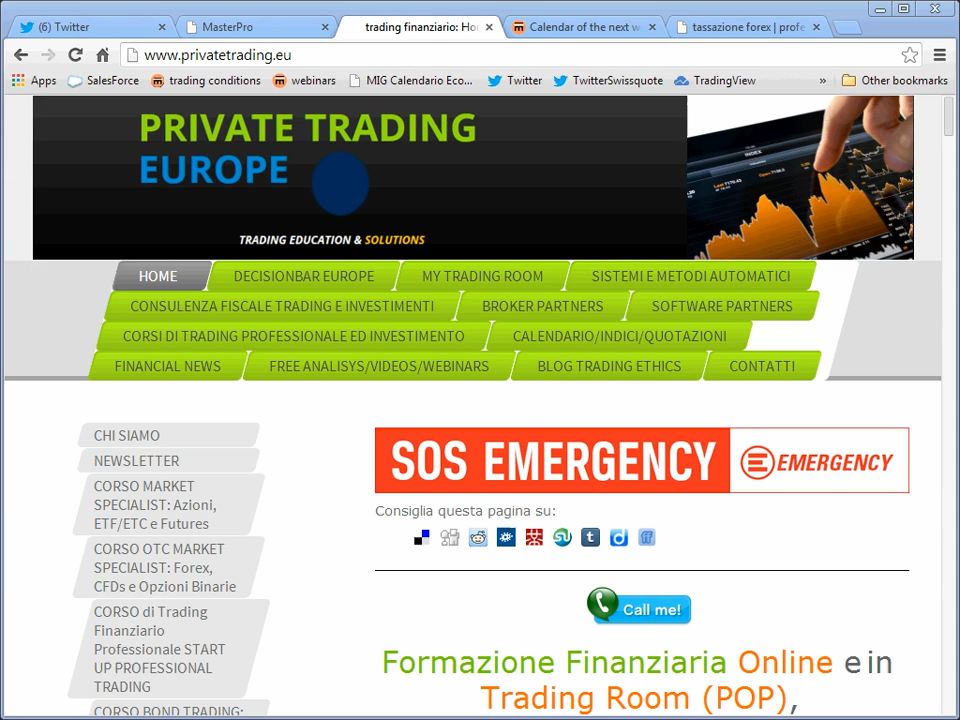 (6) Twitter
MasterPro
trading finanziario: Ho
Calendar of the next w
tassazione forex | profe
www.privatetrading.eu
Apps
SalesForce
trading conditions
webinars
MIG Calendario Eco...
Twitter
TwitterSwissquote
TradingView
»
Other bookmarks
PRIVATE TRADING
EUROPE
TRADING EDUCATION & SOLUTIONS
INDEX
HOME
DECISIONBAR EUROPE
MY TRADING ROOM
SISTEMI E METODI AUTOMATICI
CONSULENZA FISCALE TRADING E INVESTIMENTI
BROKER PARTNERS
SOFTWARE PARTNERS
CORSI DI TRADING PROFESSIONALE ED INVESTIMENTO
CALENDARIO/INDICI/QUOTAZIONI
FINANCIAL NEWS
FREE ANALISYS/VIDEOS/WEBINARS
BLOG TRADING ETHICS
CONTATTI
CHI SIAMO
NEWSLETTER
CORSO MARKET
SPECIALIST: Azioni,
ETF/ETC e Futures
CORSO OTC MARKET
SPECIALIST: Forex,
CFDs e Opzioni Binarie
CORSO di Trading
Finanziario
Professionale START
UP PROFESSIONAL
TRADING
CORSO BOND TRADING:
SOS EMERGENCY
EMERGENCY
Consiglia questa pagina su:
Call me!
Formazione Finanziaria Online e in
Trading Room (POP),